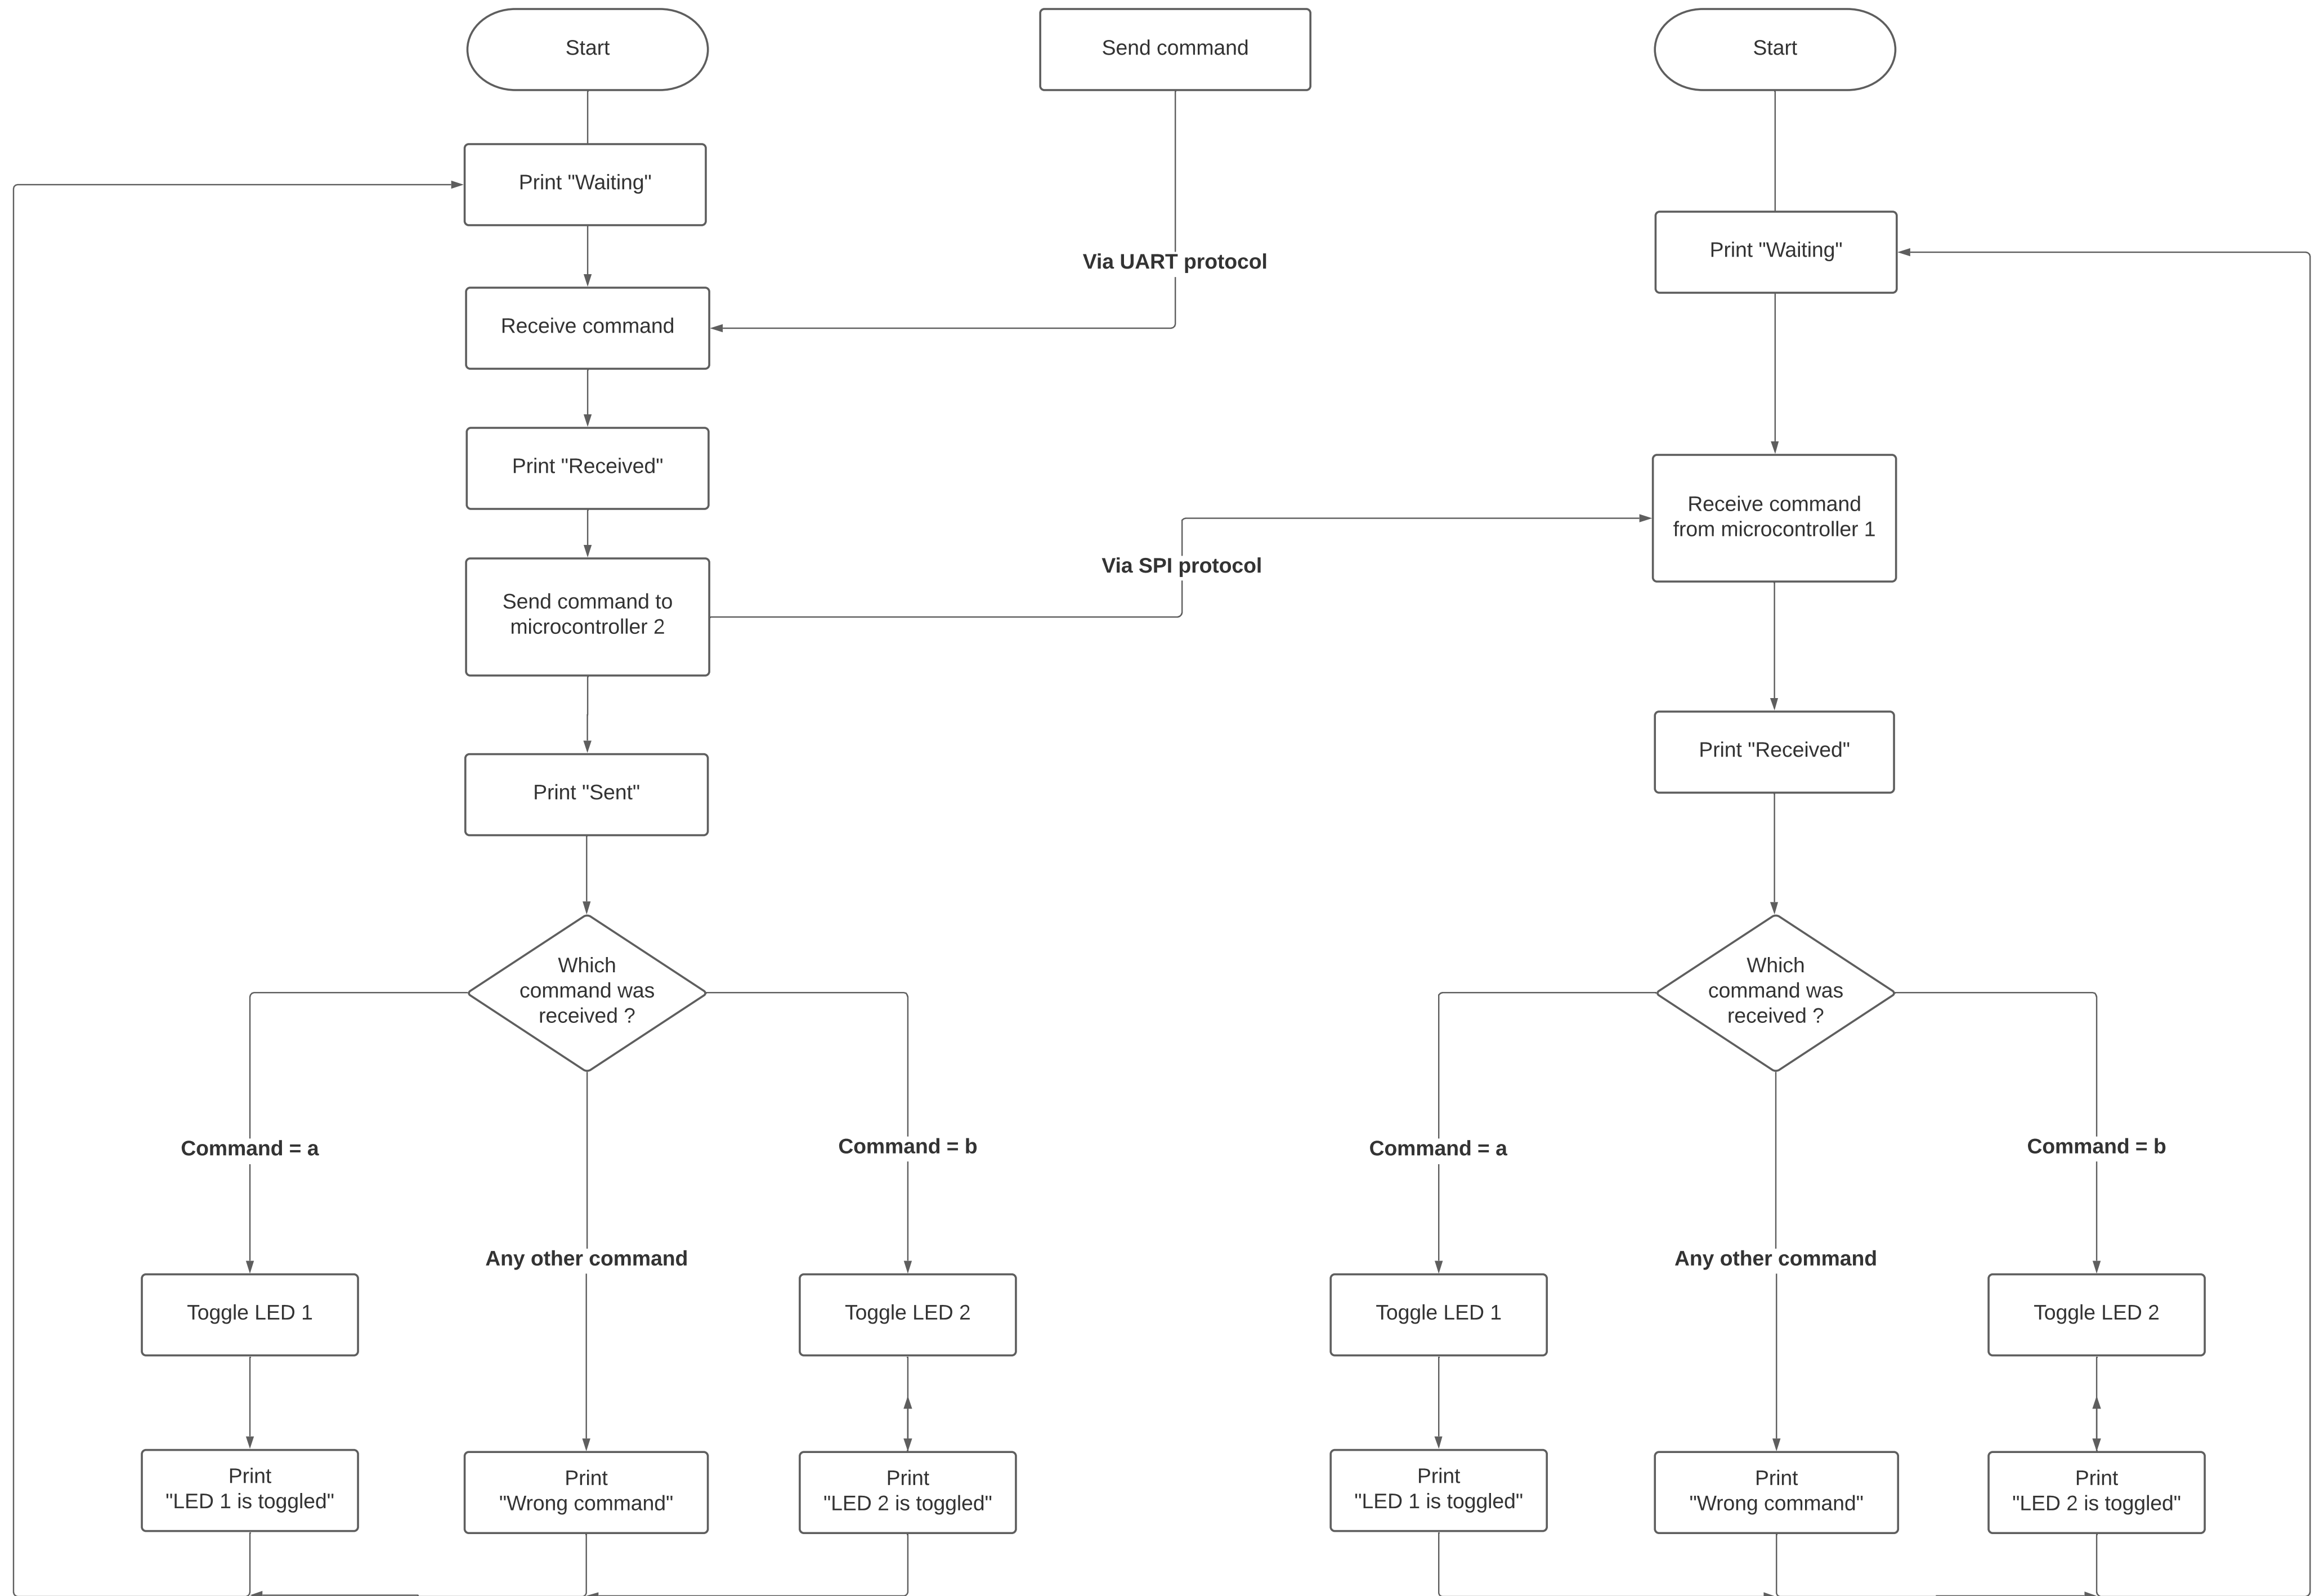 Start
Send command
Start
Print "Waiting"
Print "Waiting"
Via UART protocol
Receive command
Print "Received"
Receive command
from microcontroller 1
Via SPI protocol
Send command to
microcontroller 2
Print "Received"
Print "Sent"
Which
command was
received ?
Which
command was
received ?
Command = a
Command = b
Command = a
Command = b
Any other command
Any other command
Toggle LED 1
Toggle LED 2
Toggle LED 1
Toggle LED 2
Print
"LED 1 is toggled"
Print
"Wrong command"
Print
"LED 2 is toggled"
Print
"LED 1 is toggled"
Print
"Wrong command"
Print
"LED 2 is toggled"